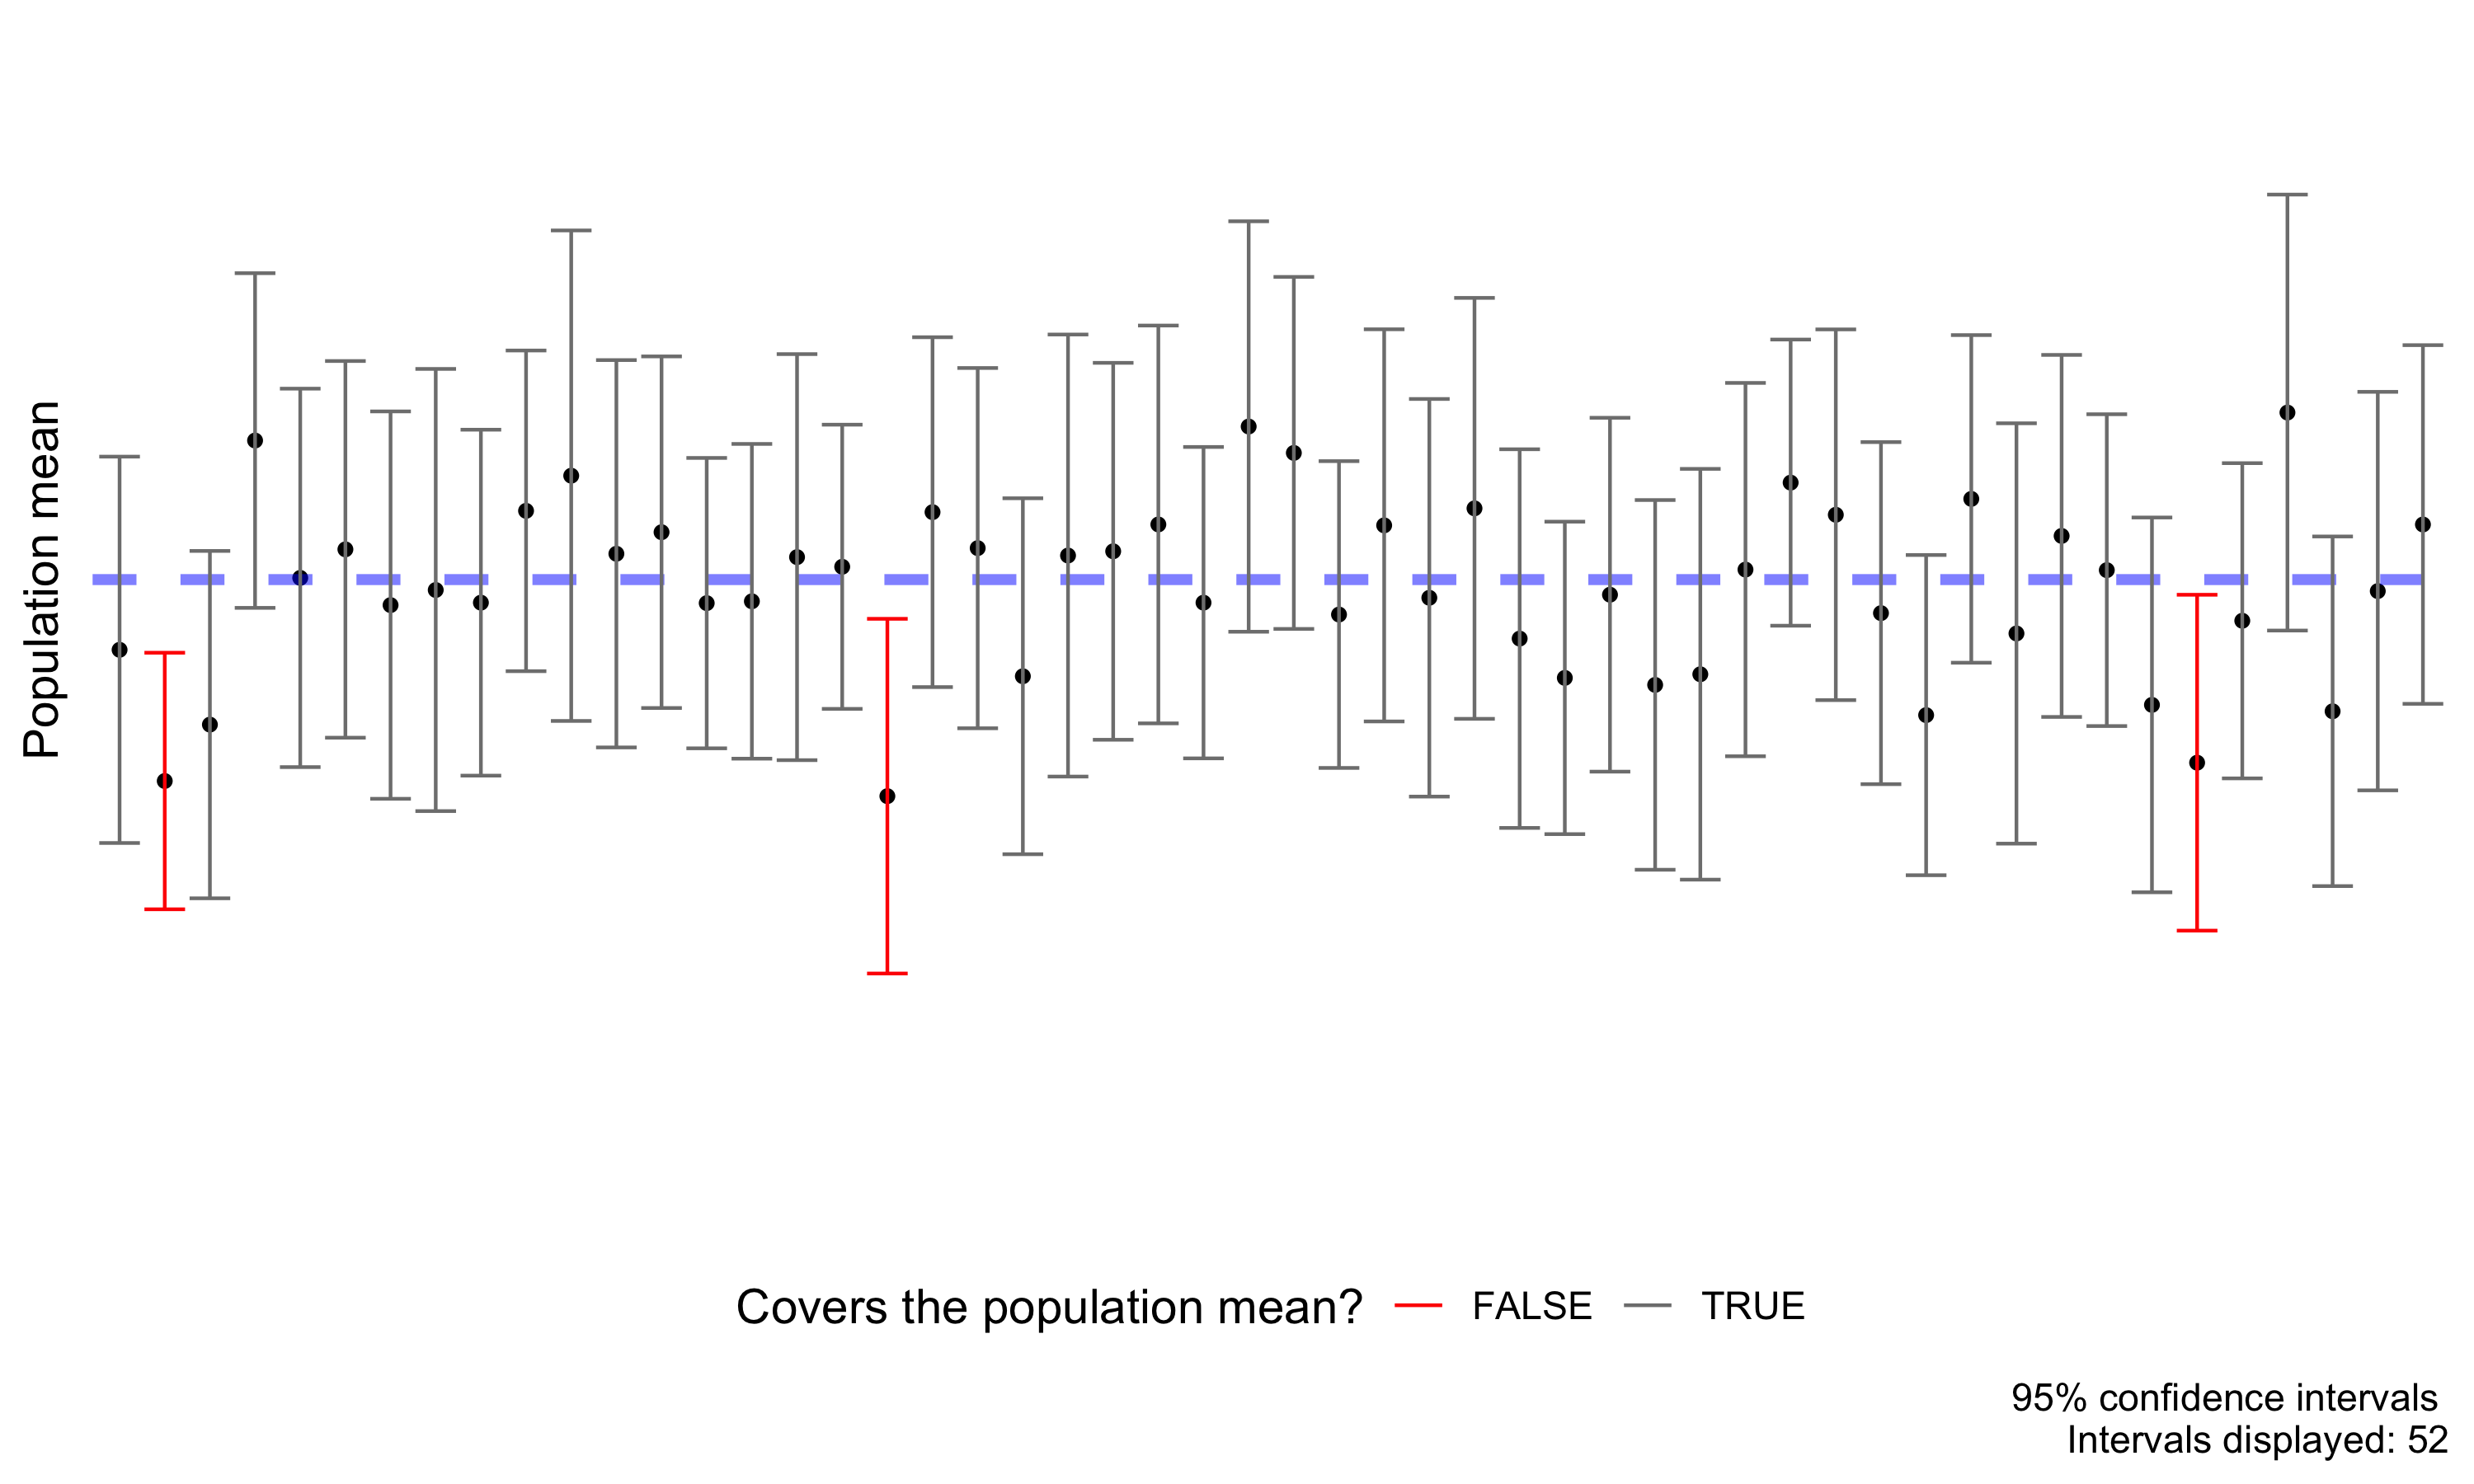 Population mean
Covers the population mean? FALSE TRUE
95% confidence intervals
Intervals displayed: 52